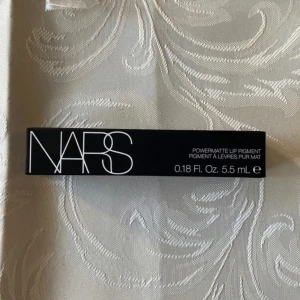 NARS
POWERMATTE LIP PIGMENT
PIGMENT À LÈVRES PUR MAT
0.18 Fl. Oz. 5.5 mL ℮